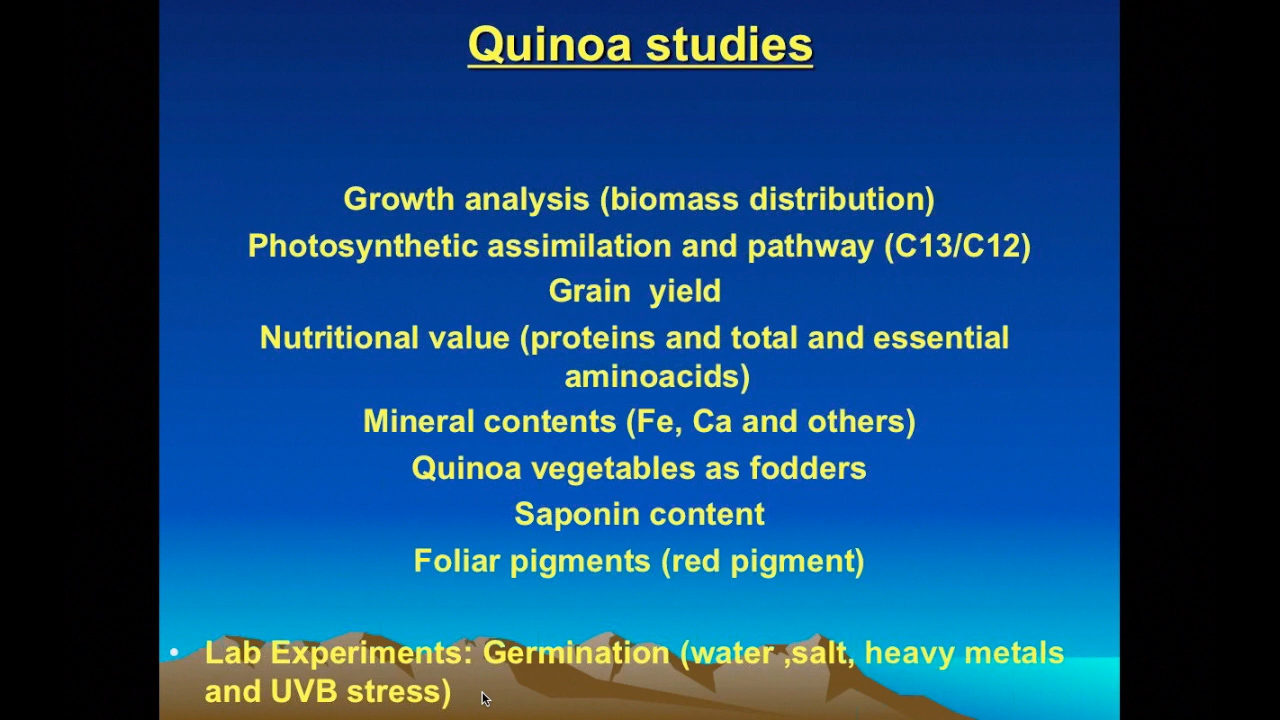 Quinoa studies
Growth analysis (biomass distribution)
Photosynthetic assimilation and pathway (C13/C12)
Grain  yield
Nutritional value (proteins and total and essential
aminoacids)
Mineral contents (Fe, Ca and others)
Quinoa vegetables as fodders
Saponin content
Foliar pigments (red pigment)
• Lab Experiments: Germination (water ,salt, heavy metals
and UVB stress)